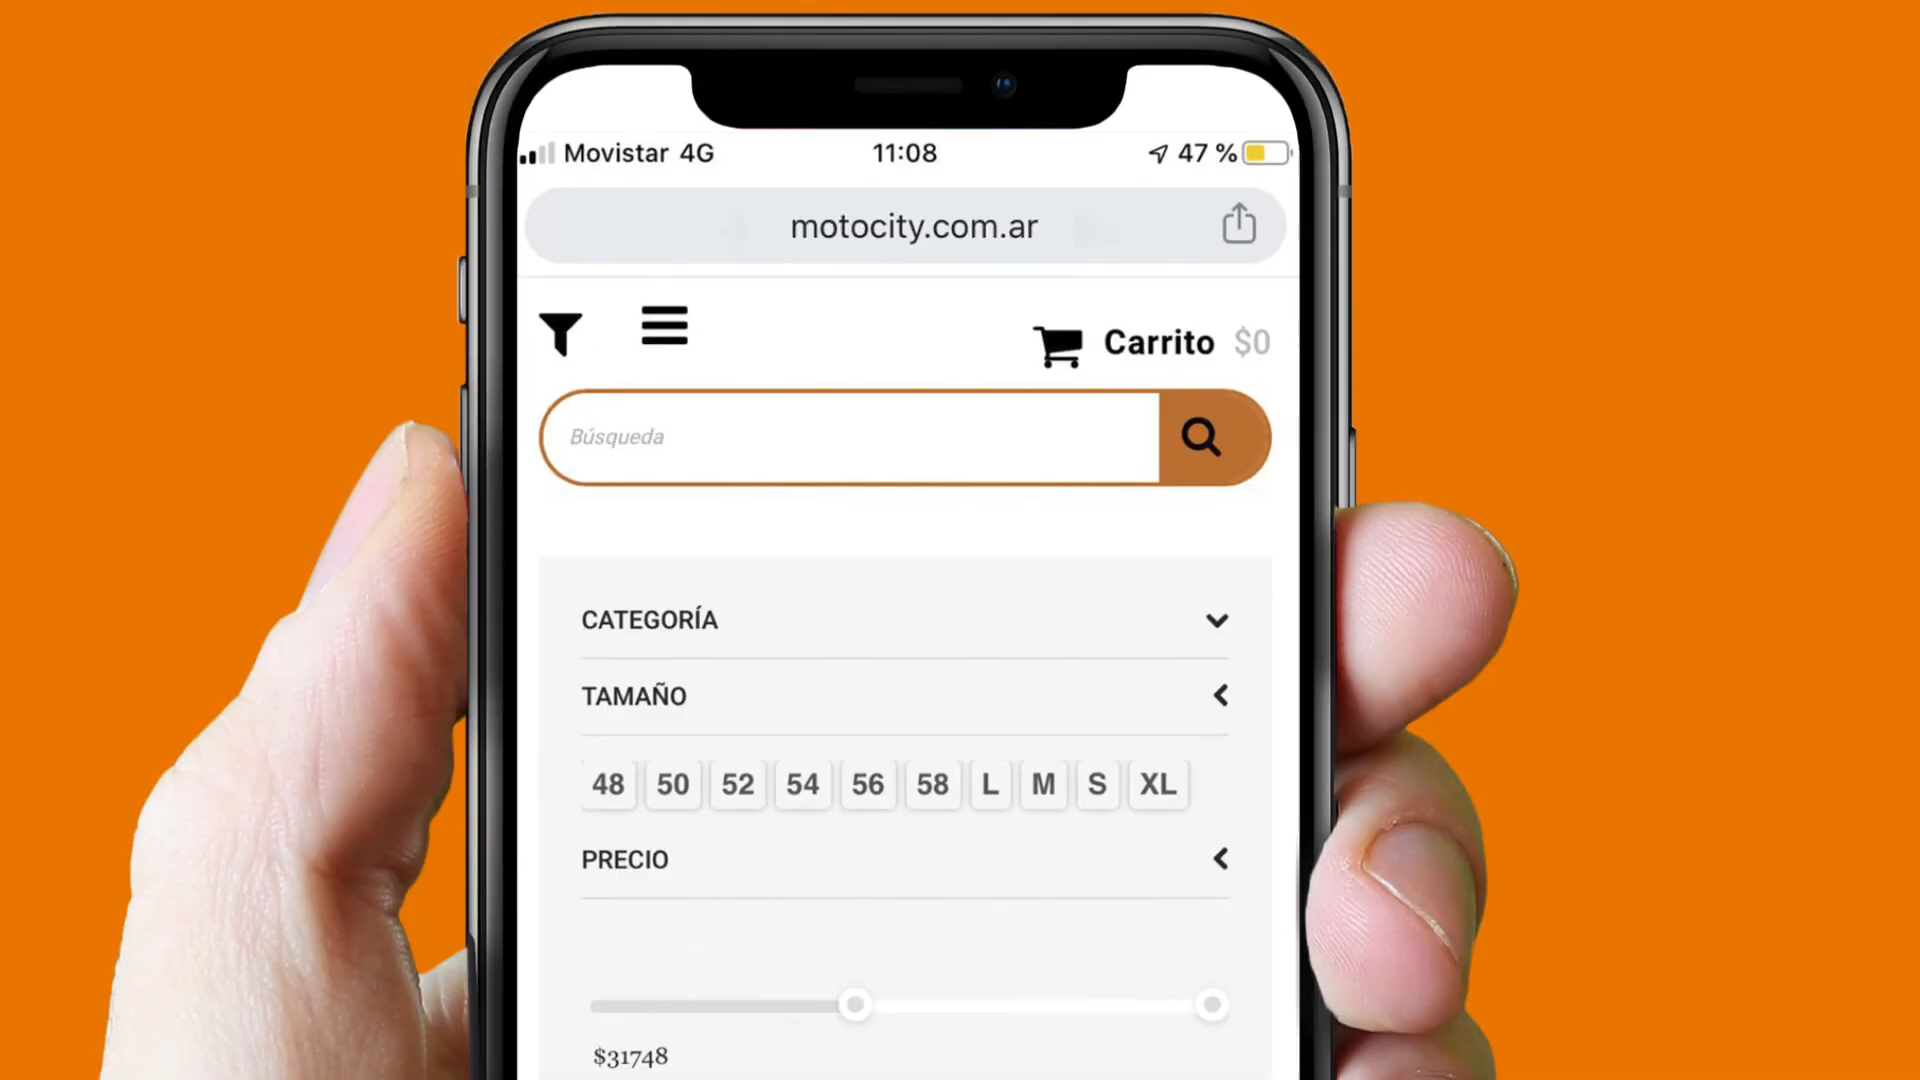 Movistar 4G 11:08 47 %
motocity.com.ar
Carrito $0
Búsqueda
CATEGORÍA
TAMAÑO
48 50 52 54 56 58 L M S XL
PRECIO
$31748